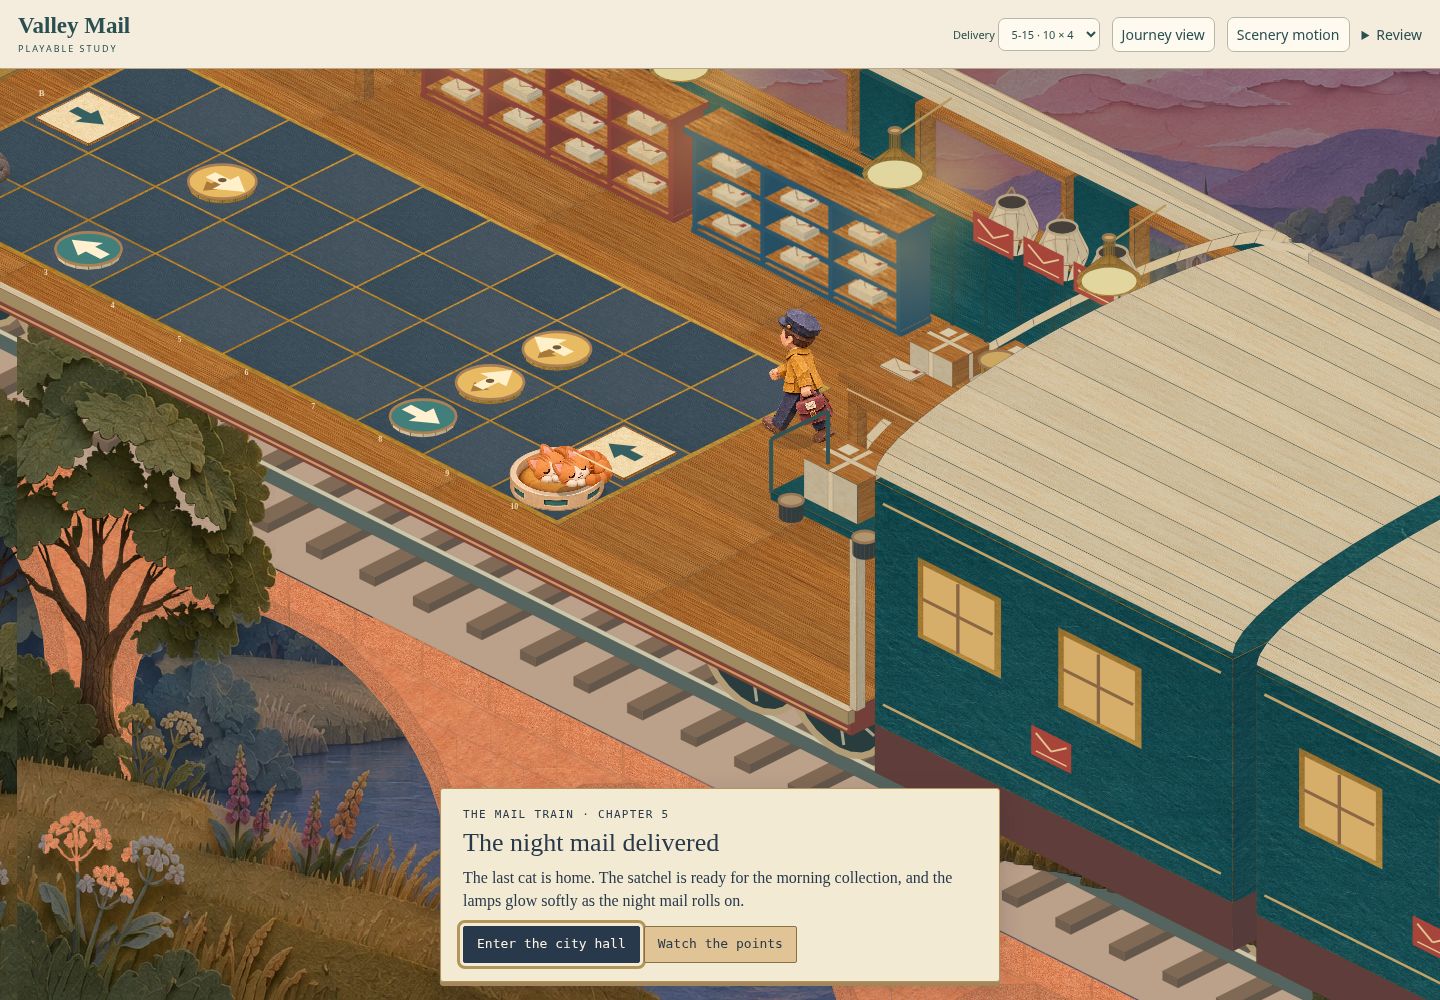 Valley Mail
PLAYABLE STUDY
Delivery 5-15 · 10 × 4 Journey view Scenery motion ▶ Review
B
3
4
5
6
7
8
9
10
THE MAIL TRAIN · CHAPTER 5
The night mail delivered
The last cat is home. The satchel is ready for the morning collection, and the
lamps glow softly as the night mail rolls on.
Enter the city hall Watch the points